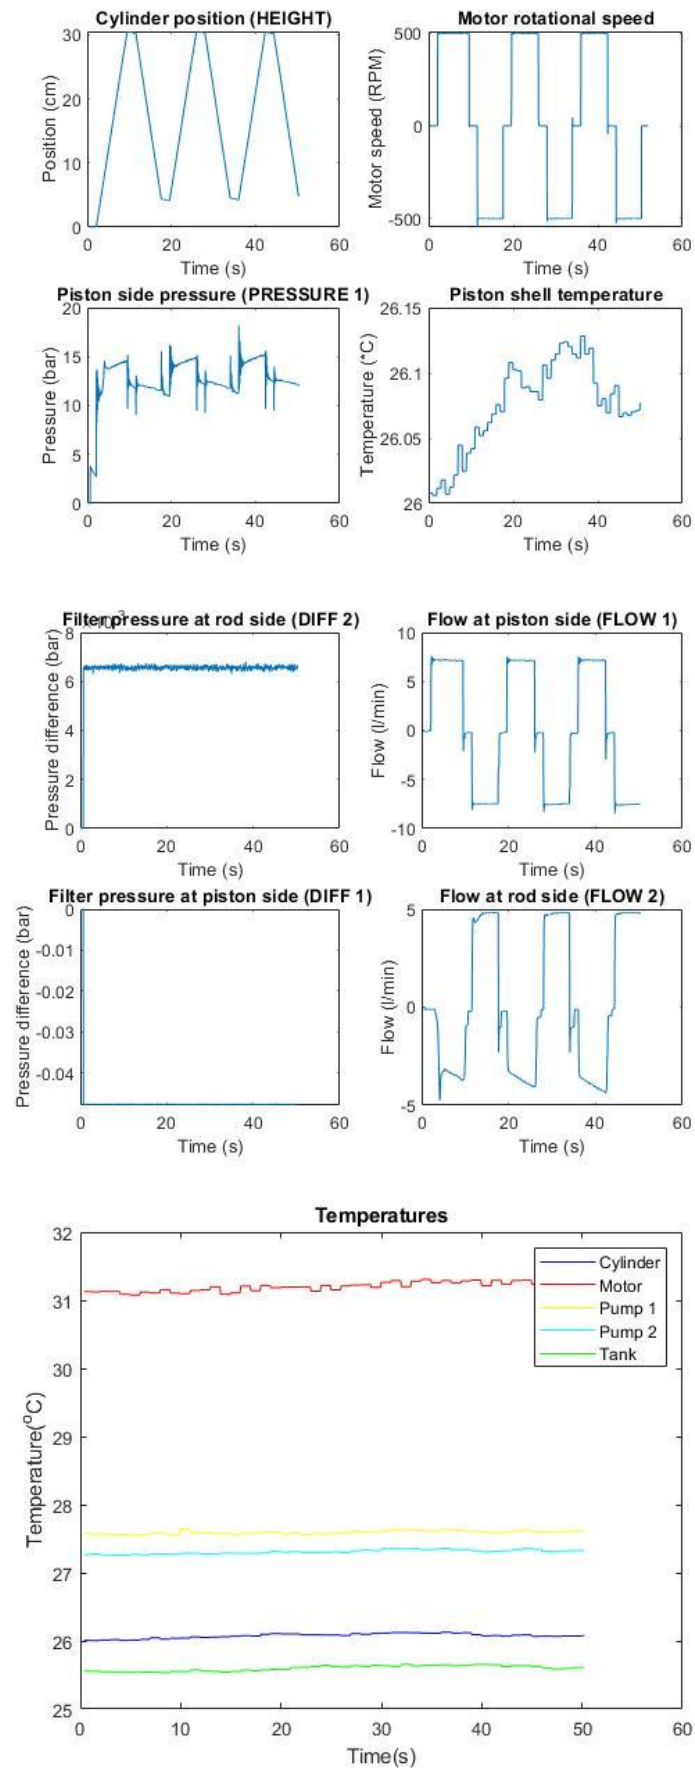 Cylinder position (HEIGHT)
Motor rotational speed
30
20
10
0
Position (cm)
0 20 40 60
Time (s)
500
0
-500
Motor speed (RPM)
0 20 40 60
Time (s)
Piston side pressure (PRESSURE 1)
Piston shell temperature
20
15
10
5
0
Pressure (bar)
0 20 40 60
Time (s)
26.15
26.1
26.05
26
Temperature (*C)
0 20 40 60
Time (s)
Filter pressure at rod side (DIFF 2)
Flow at piston side (FLOW 1)
8
6
4
2
0
Pressure difference (bar)
0 20 40 60
Time (s)
10
5
0
-5
-10
Flow (l/min)
0 20 40 60
Time (s)
Filter pressure at piston side (DIFF 1)
Flow at rod side (FLOW 2)
0
-0.01
-0.02
-0.03
-0.04
Pressure difference (bar)
0 20 40 60
Time (s)
5
0
-5
Flow (l/min)
0 20 40 60
Time (s)
Temperatures
32
31
30
29
28
27
26
25
Temperature(°C)
Cylinder
Motor
Pump 1
Pump 2
Tank
0 10 20 30 40 50 60
Time(s)